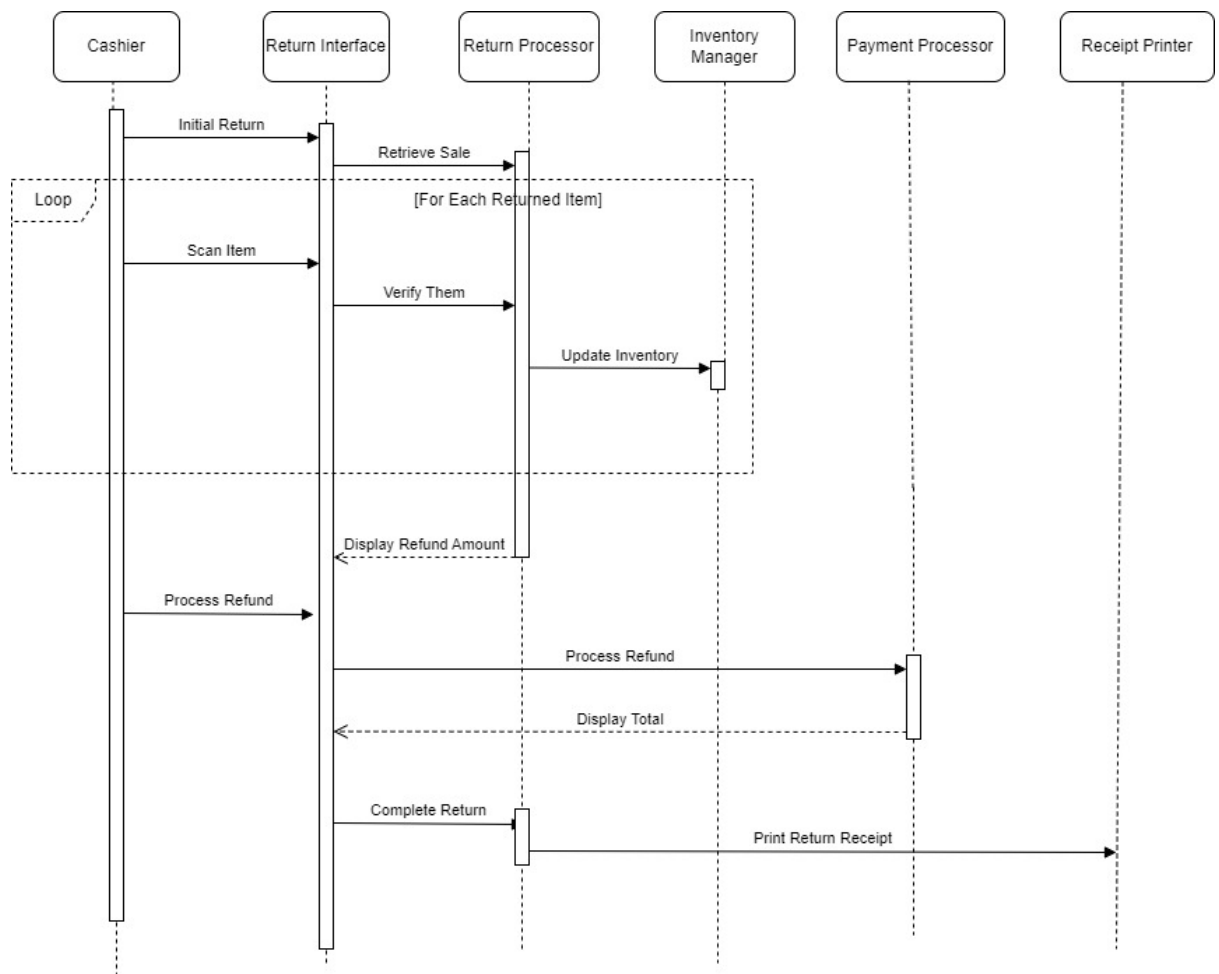 Cashier
Return Interface
Return Processor
Inventory
Manager
Payment Processor
Receipt Printer
Initial Return
Retrieve Sale
Loop
[For Each Returned Item]
Scan Item
Verify Them
Update Inventory
Display Refund Amount
Process Refund
Process Refund
Display Total
Complete Return
Print Return Receipt